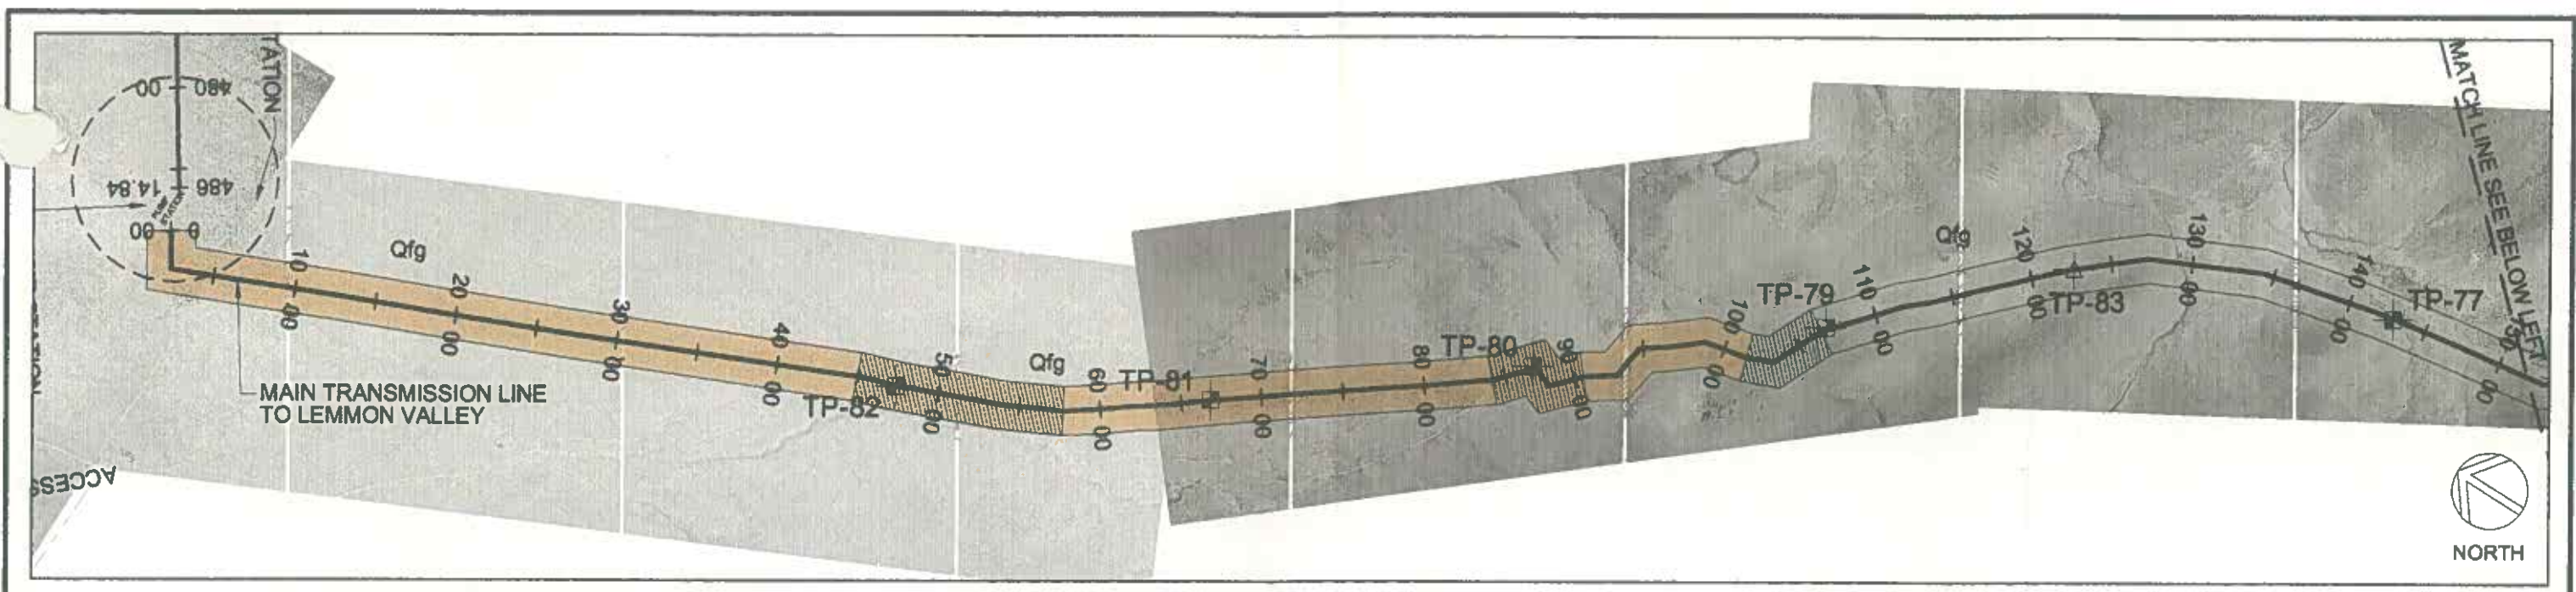 TATION
00 480
14.84 486
PUMP
STATION
00 0
10
00
Qfg
20
00
30
00
40
00
50
00
Qfg
60
00
70
00
80
00
90
00
100
00
110
00
Qfg
120
00
130
00
140
00
00
TP-82
TP-81
TP-80
TP-79
TP-83
TP-77
MAIN TRANSMISSION LINE
TO LEMMON VALLEY
ACCESS
MATCH LINE SEE BELOW LEFT
NORTH